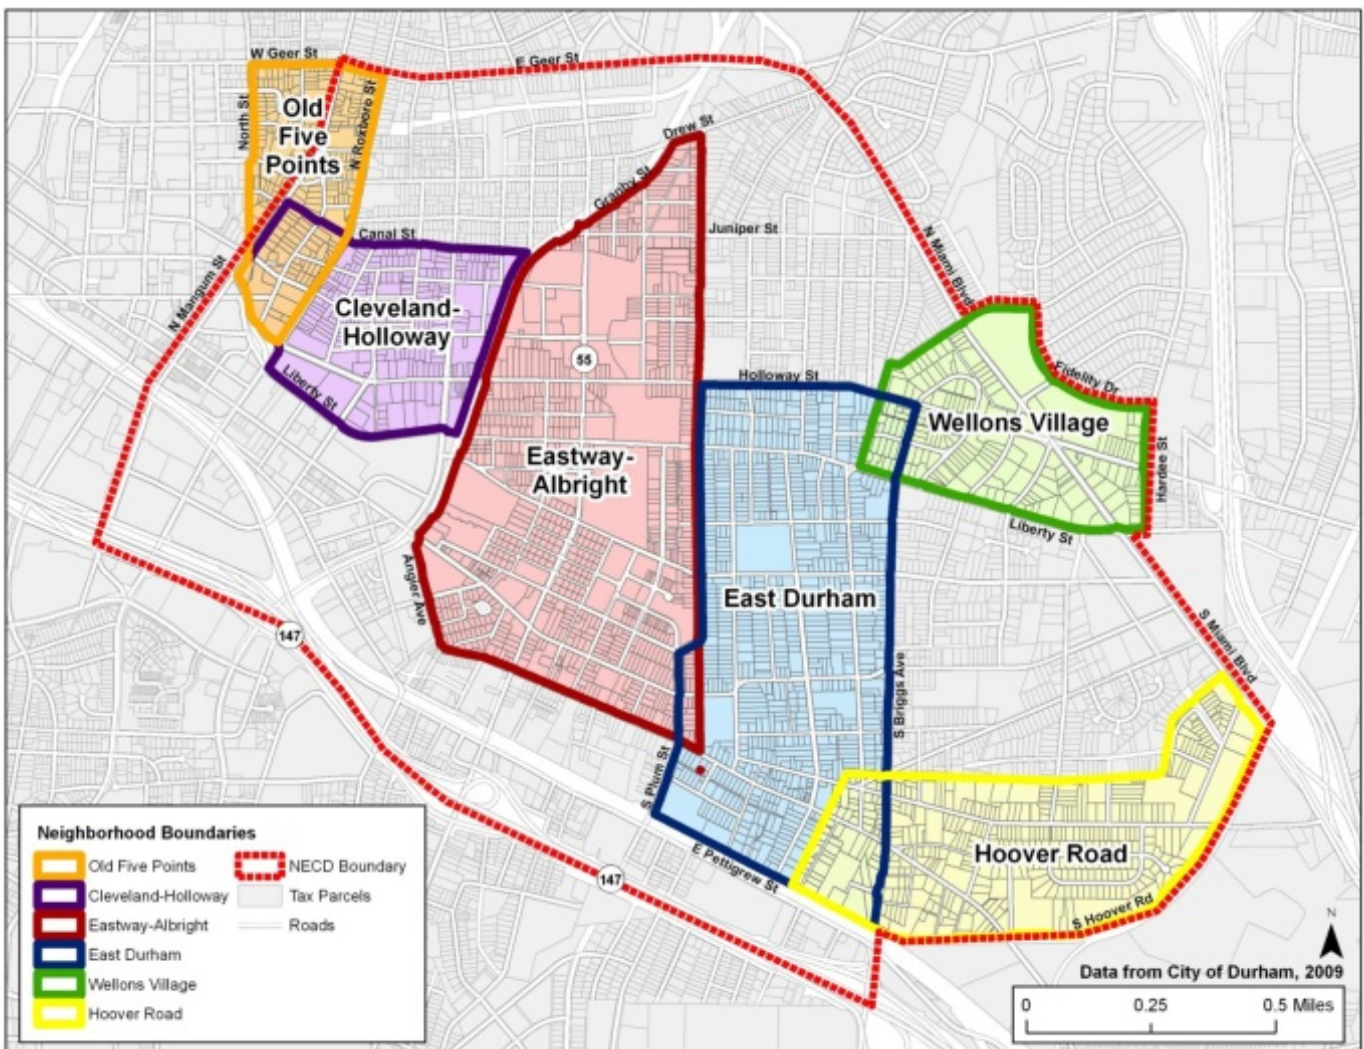 W Geer St
E Geer St
North St
Old
Five
Points
N Roxboro St
Drew St
Granby St
Juniper St
Canal St
N Mangum St
N Miami Blvd
Cleveland-
Holloway
Liberty St
55
Holloway St
Fidelity Dr
Wellons Village
Hardee St
Eastway-
Albright
Liberty St
Angier Ave
East Durham
147
S Miami Blvd
S Briggs Ave
S Plum St
E Pettigrew St
147
Hoover Road
S Hoover Rd
Neighborhood Boundaries
Old Five Points
Cleveland-Holloway
Eastway-Albright
East Durham
Wellons Village
Hoover Road
NECD Boundary
Tax Parcels
Roads
N
Data from City of Durham, 2009
0 0.25 0.5 Miles